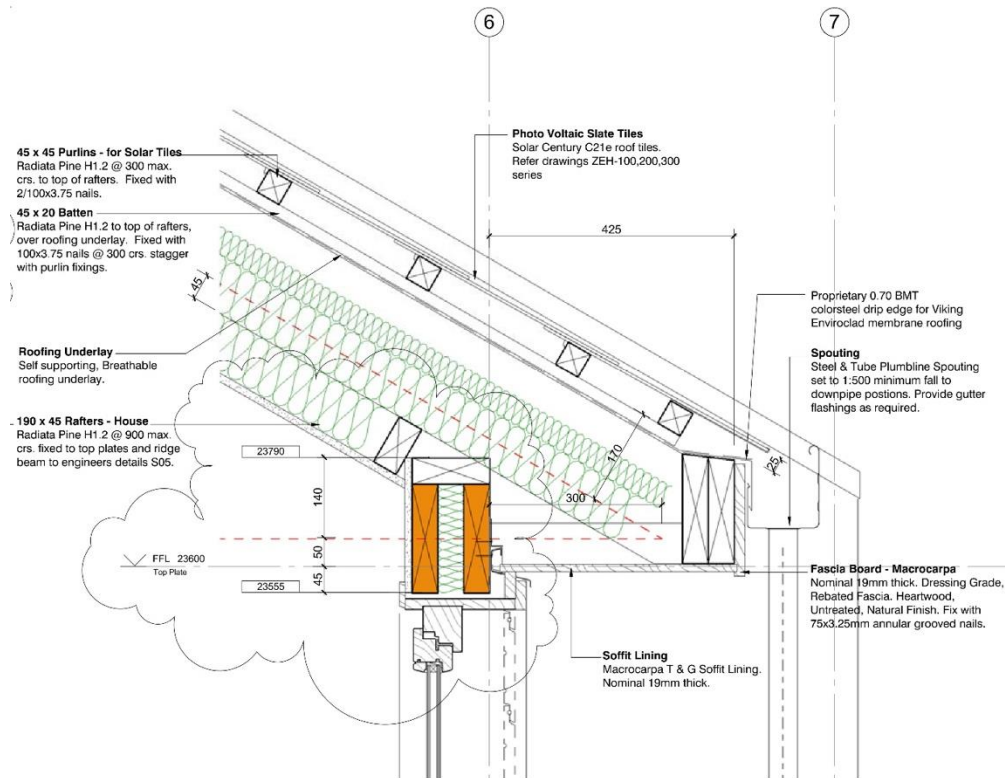 6
7
45 x 45 Purlins - for Solar Tiles
Radiata Pine H1.2 @ 300 max.
crs. to top of rafters. Fixed with
2/100x3.75 nails.
45 x 20 Batten
Radiata Pine H1.2 to top of rafters,
over roofing underlay. Fixed with
100x3.75 nails @ 300 crs. stagger
with purlin fixings.
Roofing Underlay
Self supporting, Breathable
roofing underlay.
190 x 45 Rafters - House
Radiata Pine H1.2 @ 900 max.
crs. fixed to top plates and ridge
beam to engineers details S05.
Photo Voltaic Slate Tiles
Solar Century C21e roof tiles.
Refer drawings ZEH-100,200,300
series
425
45
Proprietary 0.70 BMT
colorsteel drip edge for Viking
Enviroclad membrane roofing
Spouting
Steel & Tube Plumbline Spouting
set to 1:500 minimum fall to
downpipe postions. Provide gutter
flashings as required.
170
25
300
23790
140
50
45
FFL 23600
Top Plate
23555
Fascia Board - Macrocarpa
Nominal 19mm thick. Dressing Grade,
Rebated Fascia. Heartwood,
Untreated, Natural Finish. Fix with
75x3.25mm annular grooved nails.
Soffit Lining
Macrocarpa T & G Soffit Lining.
Nominal 19mm thick.